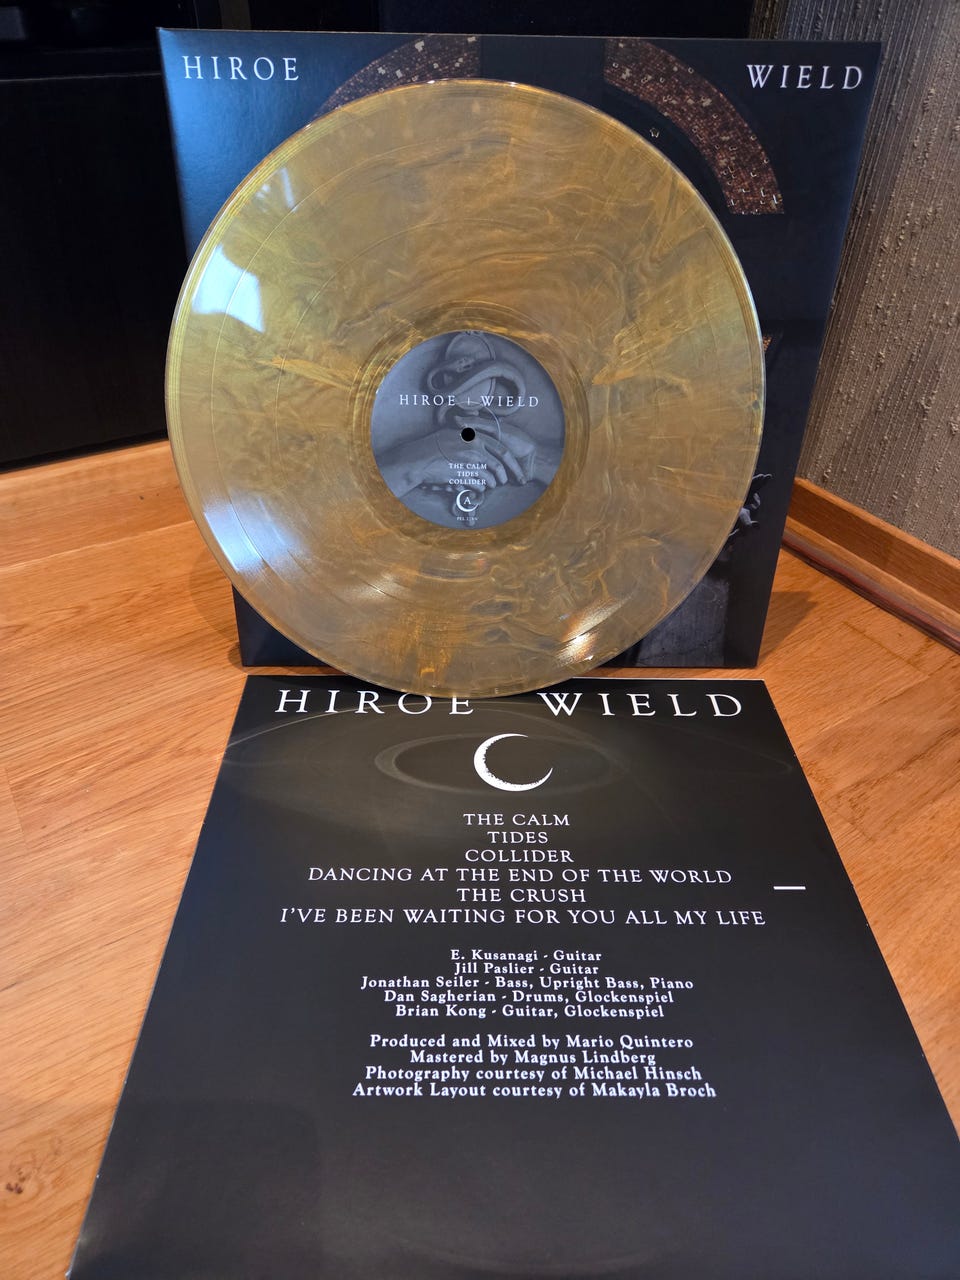 HIROE WIELD
HIROE + WIELD
THE CALM
TIDES
COLLIDER
A
HIROE WIELD
THE CALM
TIDES
COLLIDER
DANCING AT THE END OF THE WORLD
THE CRUSH
I'VE BEEN WAITING FOR YOU ALL MY LIFE
E. Kusanagi - Guitar
Jill Paslier - Guitar
Jonathan Seiler - Bass, Upright Bass, Piano
Dan Sagherian - Drums, Glockenspiel
Brian Kong - Guitar, Glockenspiel
Produced and Mixed by Mario Quintero
Mastered by Magnus Lindberg
Photography courtesy of Michael Hinsch
Artwork Layout courtesy of Makayla Broch